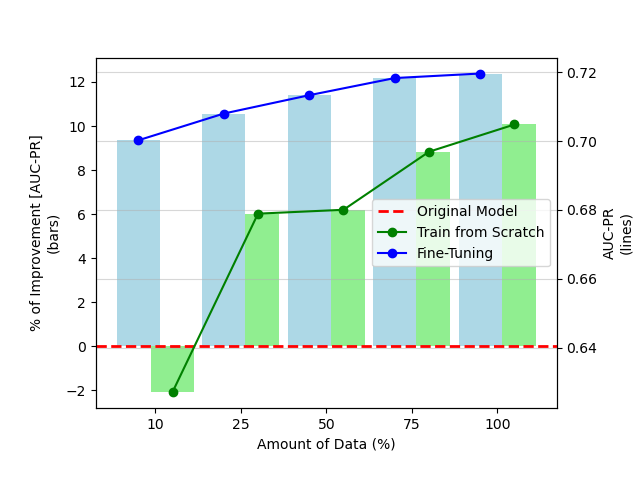 % of Improvement [AUC-PR]
(bars)
12
10
8
6
4
2
0
−2
0.72
0.70
0.68
0.66
0.64
AUC-PR
(lines)
Original Model
Train from Scratch
Fine-Tuning
10 25 50 75 100
Amount of Data (%)